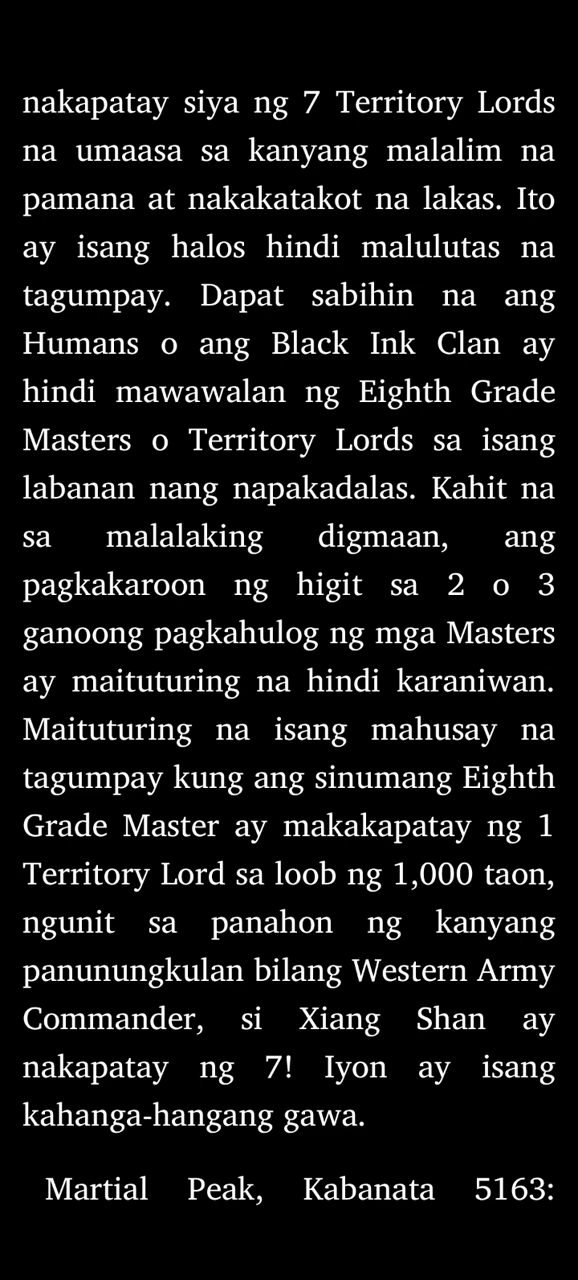 nakapatay siya ng 7 Territory Lords
na umaasa sa kanyang malalim na
pamana at nakakatakot na lakas. Ito
ay isang halos hindi malulutas na
tagumpay. Dapat sabihin na ang
Humans o ang Black Ink Clan ay
hindi mawawalan ng Eighth Grade
Masters o Territory Lords sa isang
labanan nang napakadalas. Kahit na
sa malalaking digmaan, ang
pagkakaroon ng higit sa 2 o 3
ganoong pagkahulog ng mga Masters
ay maituturing na hindi karaniwan.
Maituturing na isang mahusay na
tagumpay kung ang sinumang Eighth
Grade Master ay makakapatay ng 1
Territory Lord sa loob ng 1,000 taon,
ngunit sa panahon ng kanyang
panunungkulan bilang Western Army
Commander, si Xiang Shan ay
nakapatay ng 7! Iyon ay isang
kahanga-hangang gawa.
Martial Peak, Kabanata 5163: